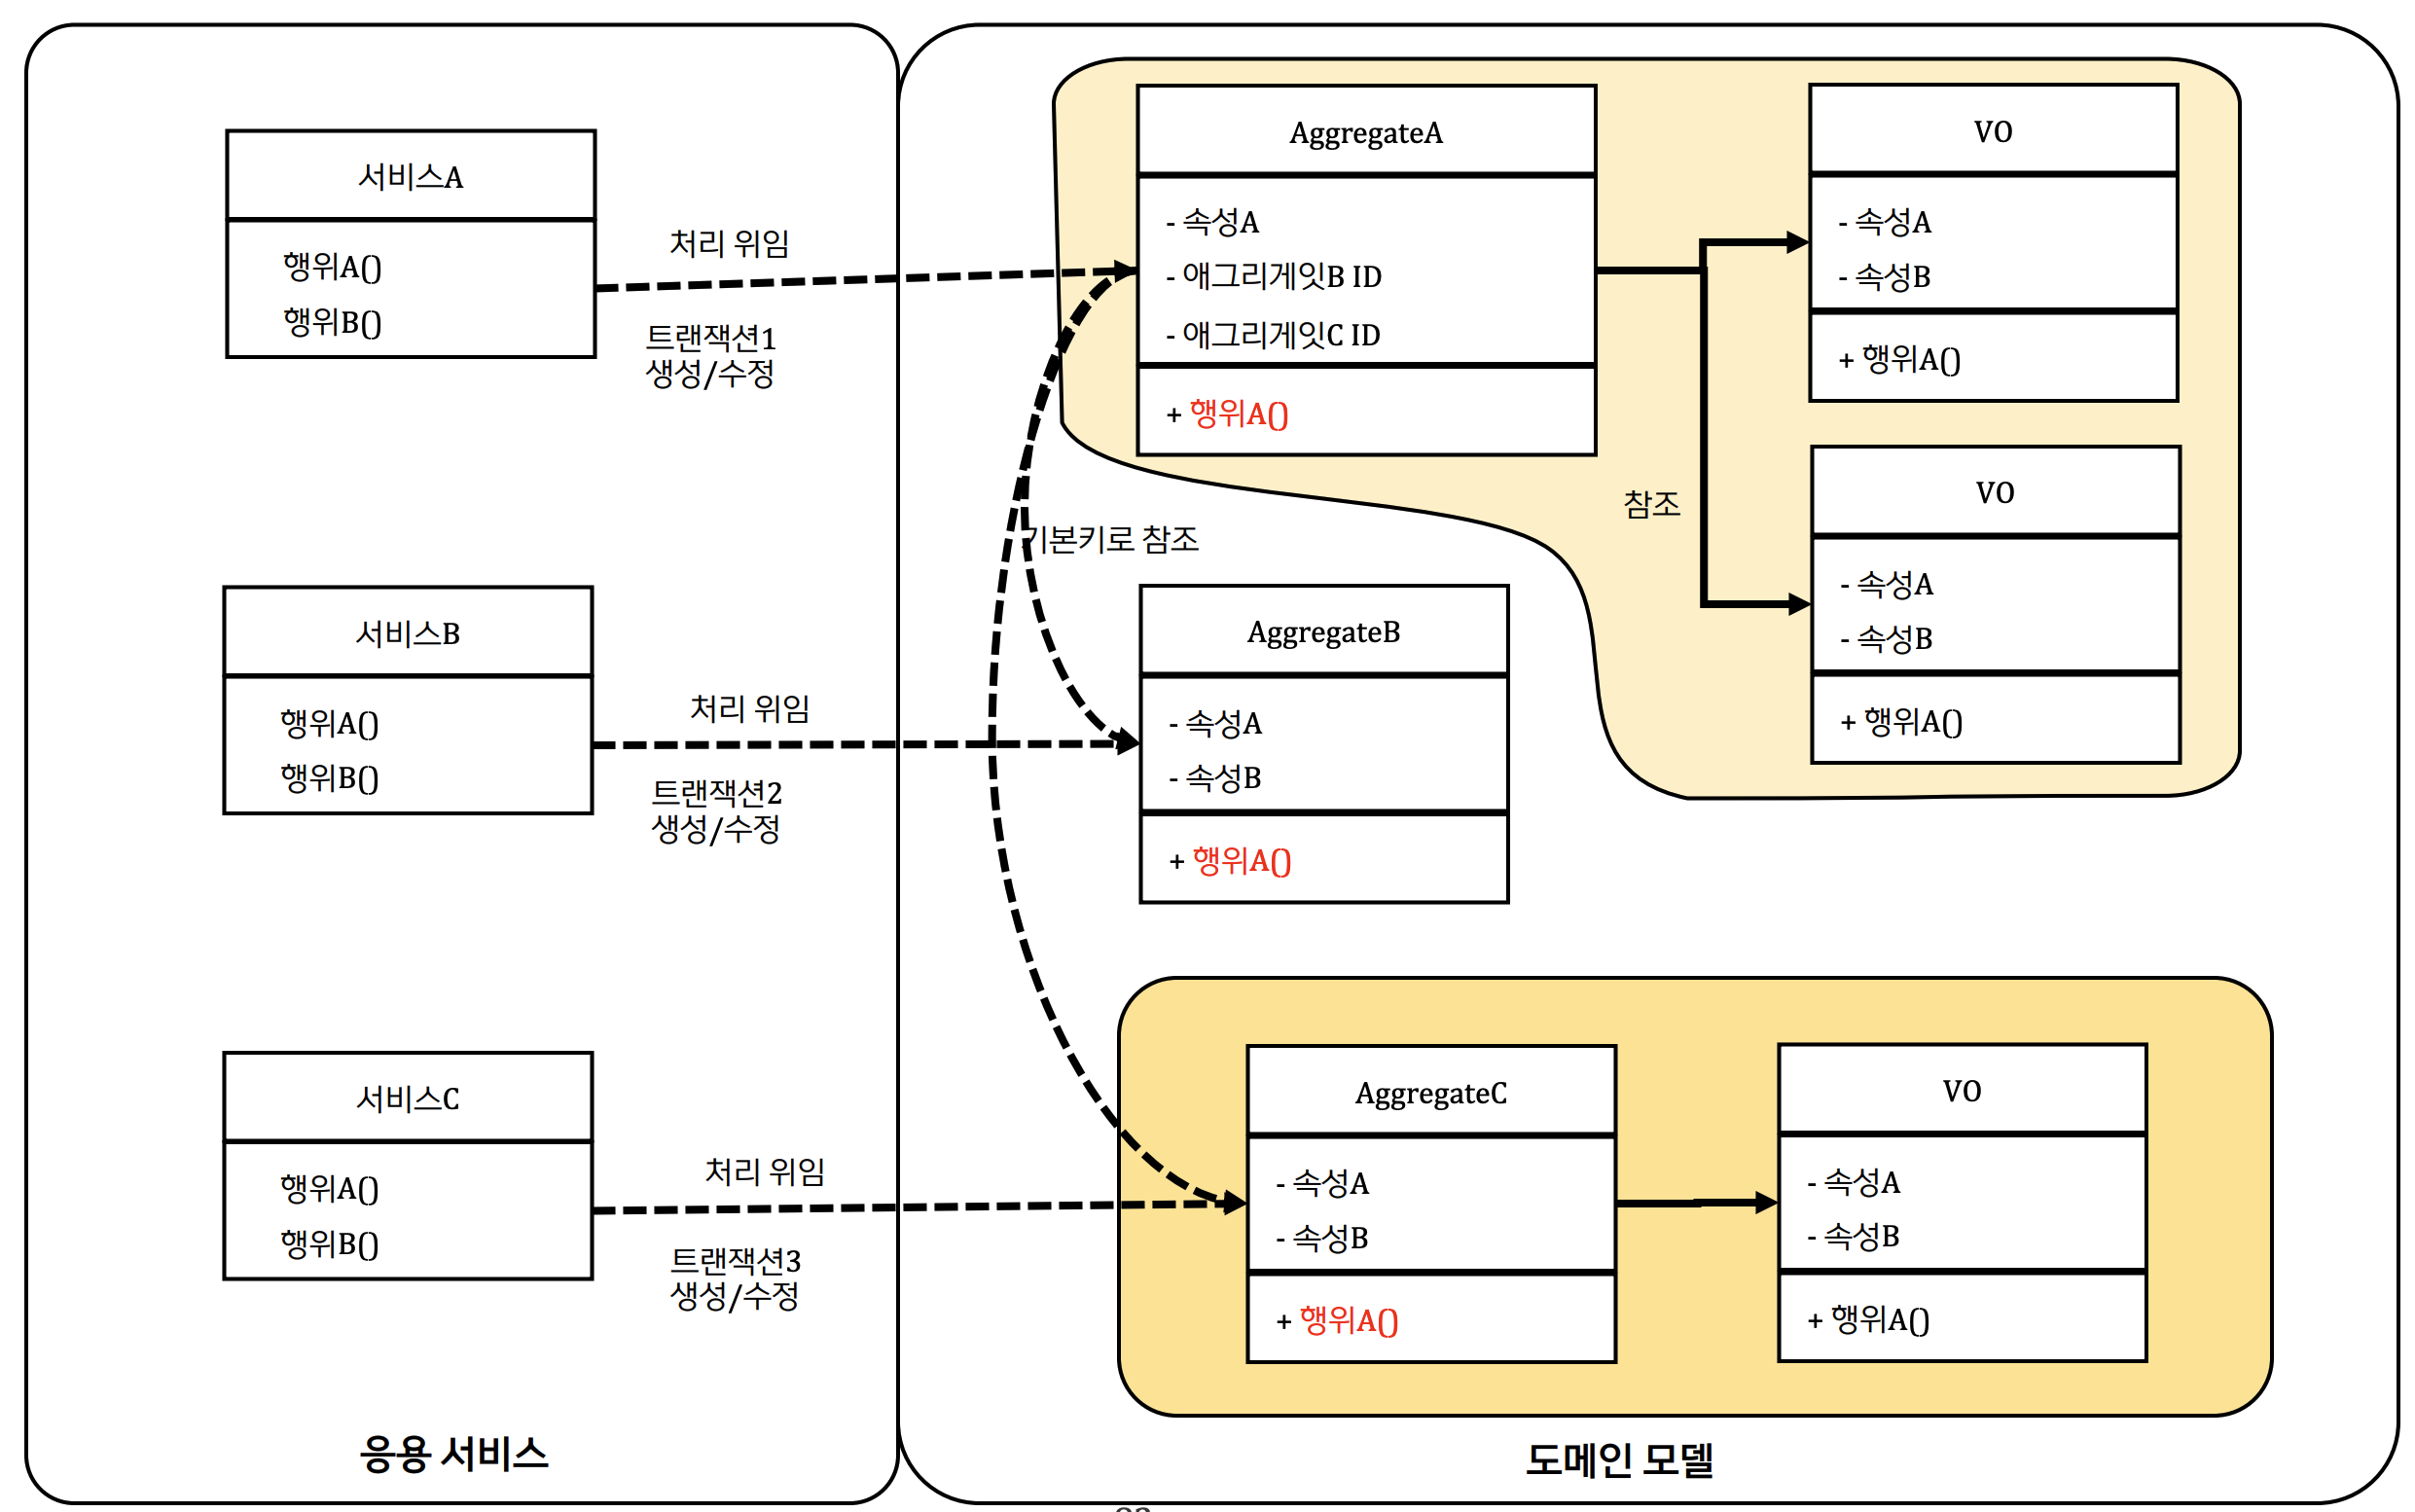 서비스A
행위A()
행위B()
처리 위임
트랜잭션1
생성/수정
서비스B
행위A()
행위B()
처리 위임
트랜잭션2
생성/수정
서비스C
행위A()
행위B()
처리 위임
트랜잭션3
생성/수정
응용 서비스
AggregateA
- 속성A
- 애그리게잇B ID
- 애그리게잇C ID
+ 행위A()
VO
- 속성A
- 속성B
+ 행위A()
참조
VO
- 속성A
- 속성B
+ 행위A()
기본키로 참조
AggregateB
- 속성A
- 속성B
+ 행위A()
AggregateC
- 속성A
- 속성B
+ 행위A()
VO
- 속성A
- 속성B
+ 행위A()
도메인 모델